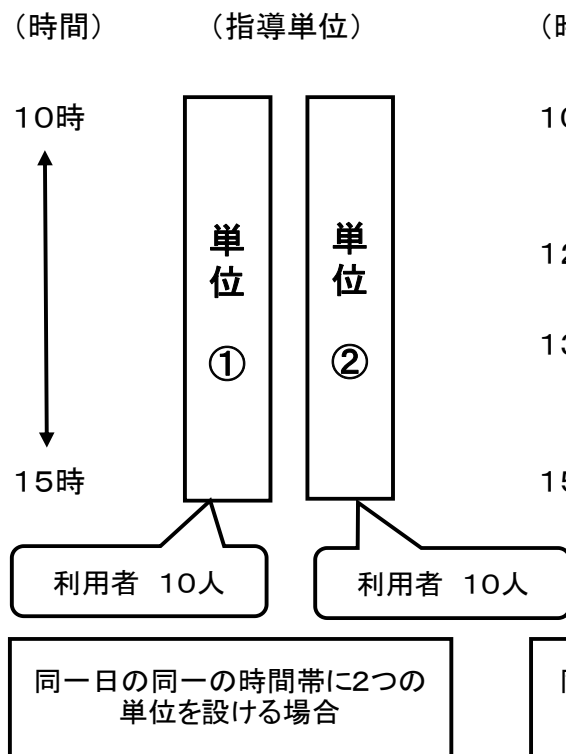 (時間) (指導単位)
10時
単位 ① 単位 ②
15時
利用者 10人 利用者 10人
同一日の同一の時間帯に2つの
単位を設ける場合